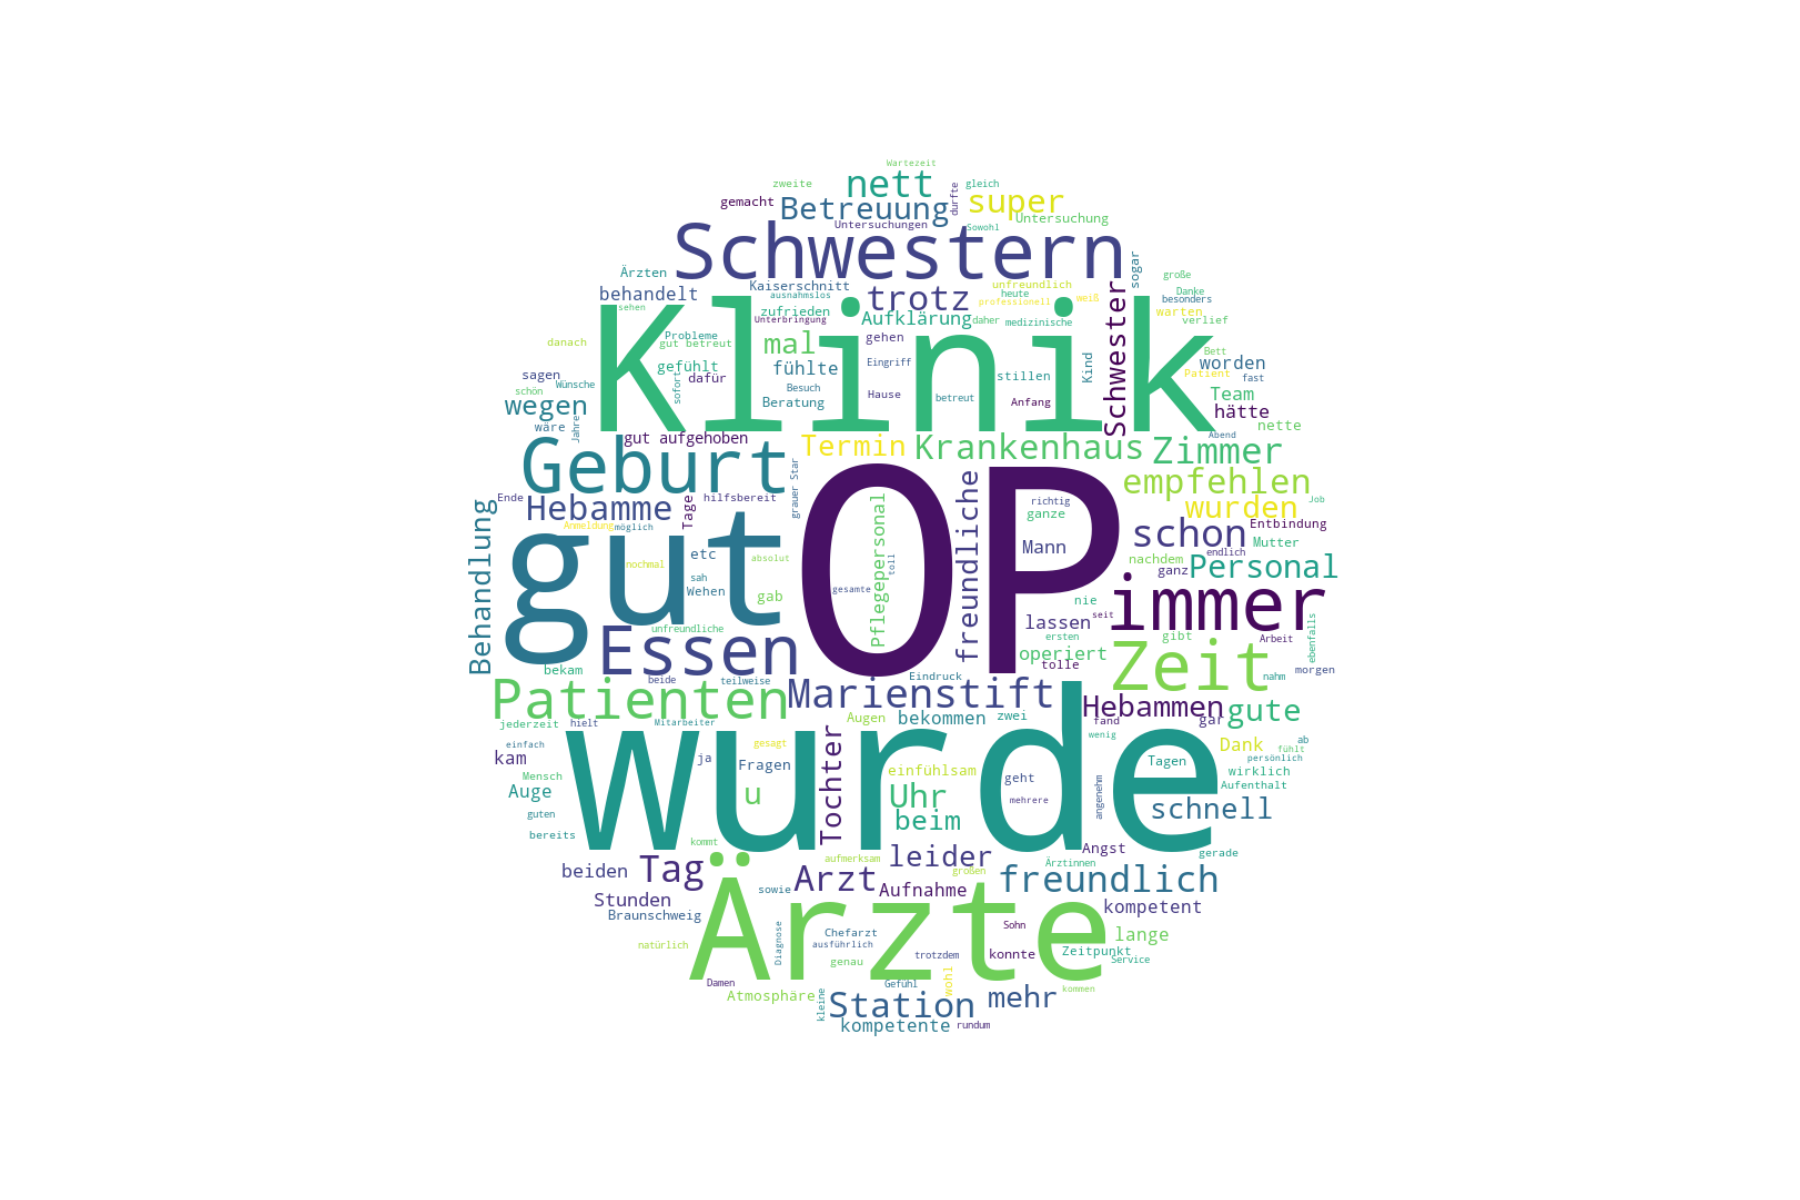 Wartezeit
zweite
nett
gleich
durfte
gemacht
Betreuung
super
Untersuchungen
Sowohl
Untersuchung
Schwestern
Ärzten
sogar
große
behandelt
Kaiserschnitt
ausnahmslos
trotz
unfreundlich
heute
professionell
weiß
Danke
besonders
sehen
zufrieden
Unterbringung
Aufklärung
daher
medizinische
warten
verlief
Klinik
Schwester
danach
Probleme
gut betreut
mal
gehen
Bett
sagen
gefühlt
dafür
fühlte
Eingriff
stillen
Kind
worden
Patient
fast
schön
Wünsche
sofort
Besuch
Beratung
Hause
betreut
Anfang
Team
hätte
wegen
wäre
Jahre
gut aufgehoben
Termin
Krankenhaus
Zimmer
Abend
nette
Geburt
grauer Star
freundliche
empfehlen
Ende
Hebamme
Tage
hilfsbereit
OP
richtig
ganze
wurden
Job
Behandlung
Anmeldung
möglich
Pflegepersonal
schon
Entbindung
gut
etc
absolut
toll
Mann
nachdem
endlich
Mutter
nochmal
sah
Wehen
gab
gesamte
nie
ganz
Personal
immer
unfreundliche
lassen
seit
ersten
gibt
Arbeit
ebenfalls
Essen
operiert
tolle
Zeit
bekam
beide
teilweise
Eindruck
nahm
morgen
Patienten
Marienstift
Hebammen
gute
jederzeit
hielt
Mitarbeiter
Augen
bekommen
zwei
fand
gar
wenig
ab
einfach
kam
ja
gesagt
Fragen
Tochter
wurde
Dank
fühlt
persönlich
Tagen
wirklich
Mensch
Auge
u
einfühlsam
geht
angenehm
Aufenthalt
guten
Uhr
mehrere
schnell
bereits
beim
kommt
aufmerksam
leider
Angst
gerade
beiden
Tag
Ärztinnen
Arzt
großen
freundlich
sowie
Aufnahme
Stunden
Braunschweig
Ärzte
kompetent
Sohn
Chefarzt
lange
natürlich
Diagnose
ausführlich
genau
trotzdem
konnte
Zeitpunkt
Service
Damen
Gefühl
wohl
kommen
Atmosphäre
kleine
Station
mehr
kompetente
rundum